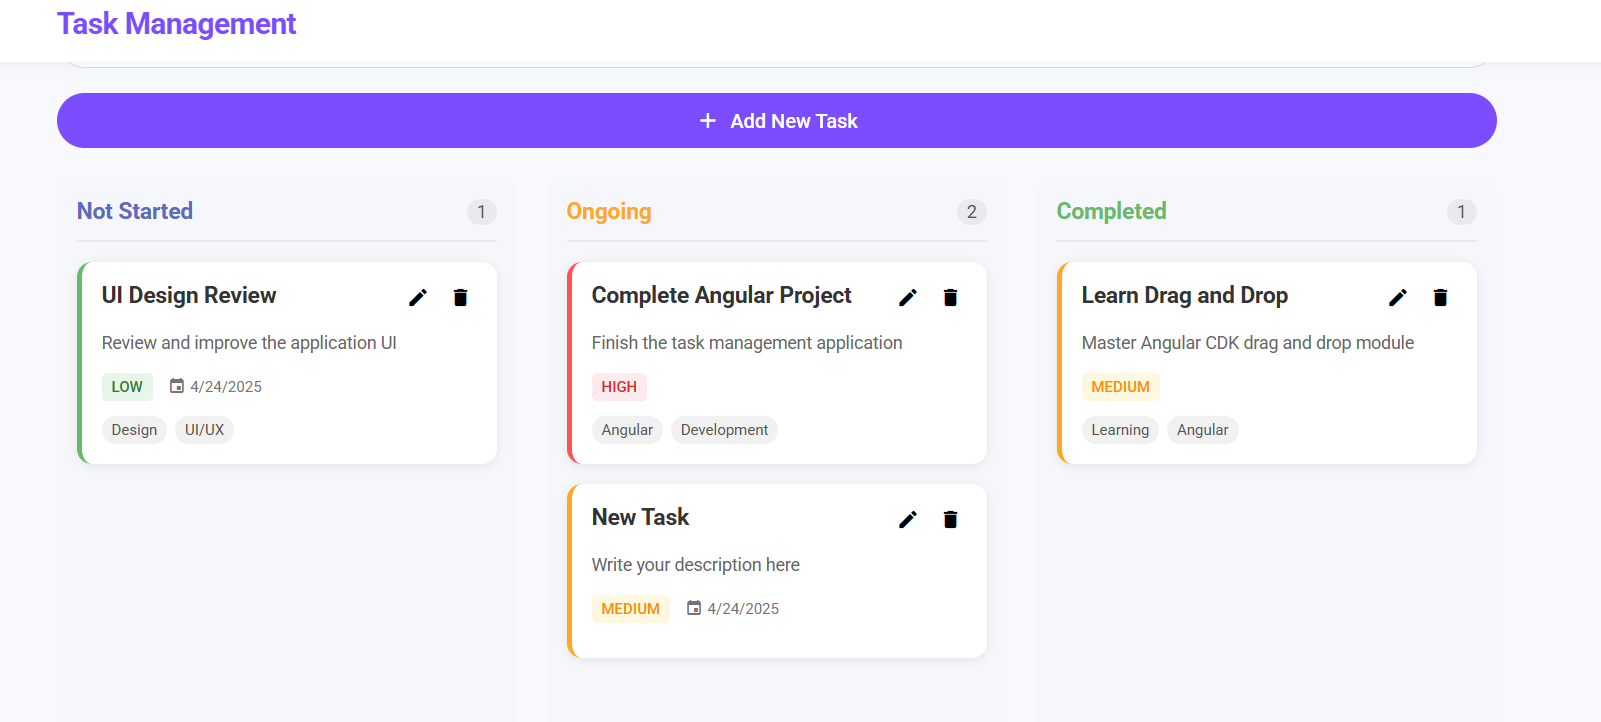 Task Management
+ Add New Task
Not Started 1
UI Design Review
Review and improve the application UI
LOW 4/24/2025
Design UI/UX
Ongoing 2
Complete Angular Project
Finish the task management application
HIGH
Angular Development
New Task
Write your description here
MEDIUM 4/24/2025
Completed 1
Learn Drag and Drop
Master Angular CDK drag and drop module
MEDIUM
Learning Angular